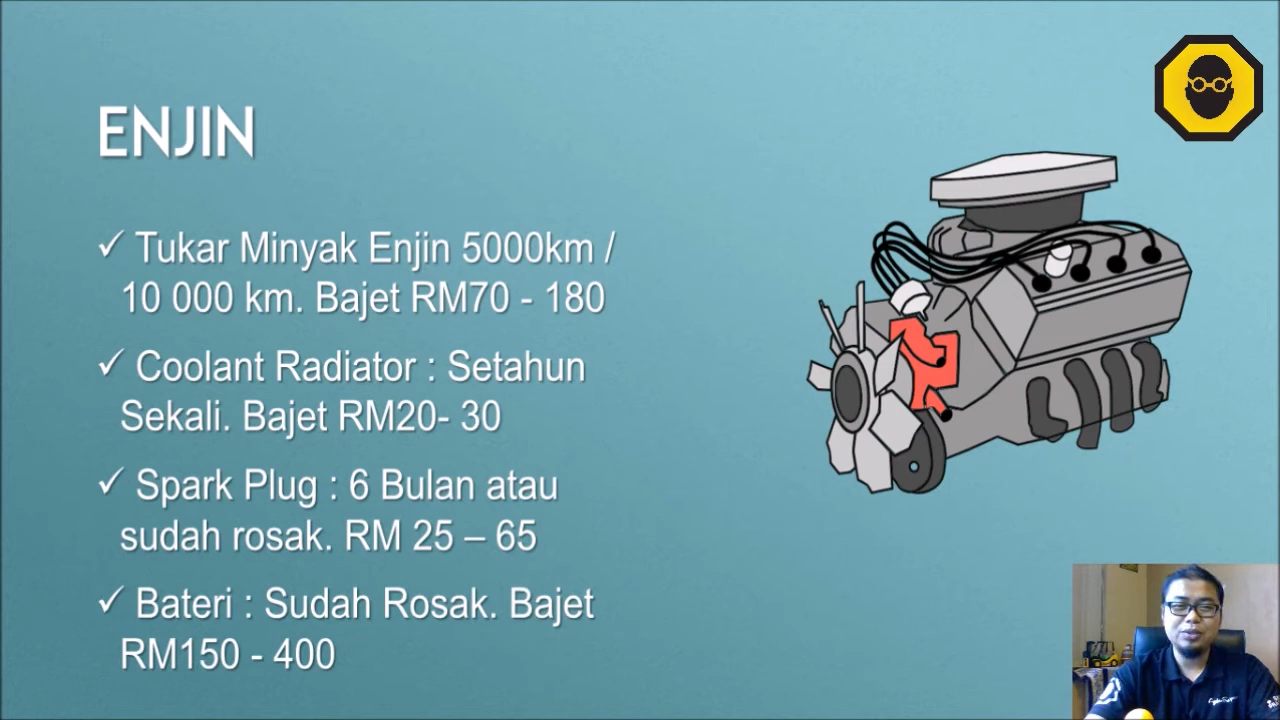 ENJIN
✓ Tukar Minyak Enjin 5000km /
10 000 km. Bajet RM70 - 180
✓ Coolant Radiator : Setahun
Sekali. Bajet RM20- 30
✓ Spark Plug : 6 Bulan atau
sudah rosak. RM 25 – 65
✓ Bateri : Sudah Rosak. Bajet
RM150 - 400